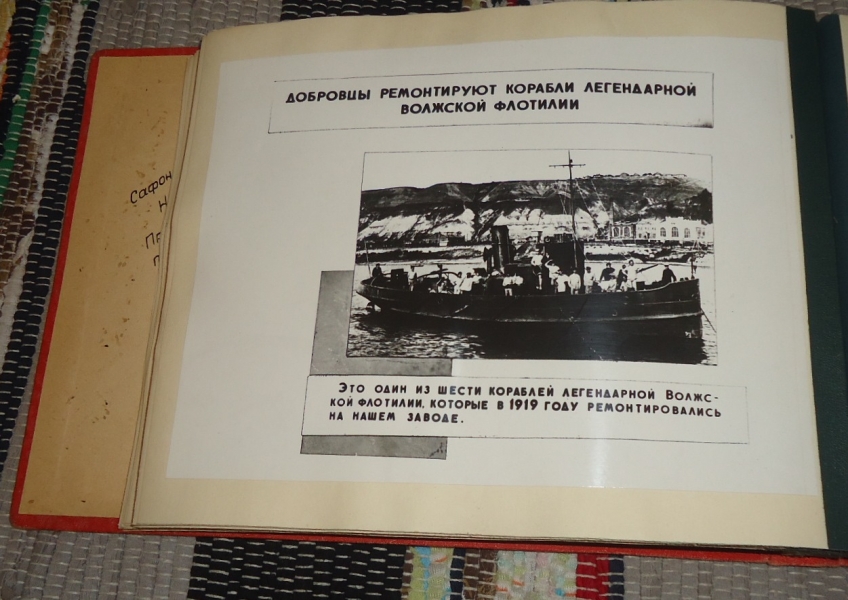 ДОБРОВЦЫ РЕМОНТИРУЮТ КОРАБЛИ ЛЕГЕНДАРНОЙ
ВОЛЖСКОЙ ФЛОТИЛИИ
Это один из шести кораблей легендарной Волжс-
кой флотилии, которые в 1919 году ремонтировались
на нашем заводе.
Сафон